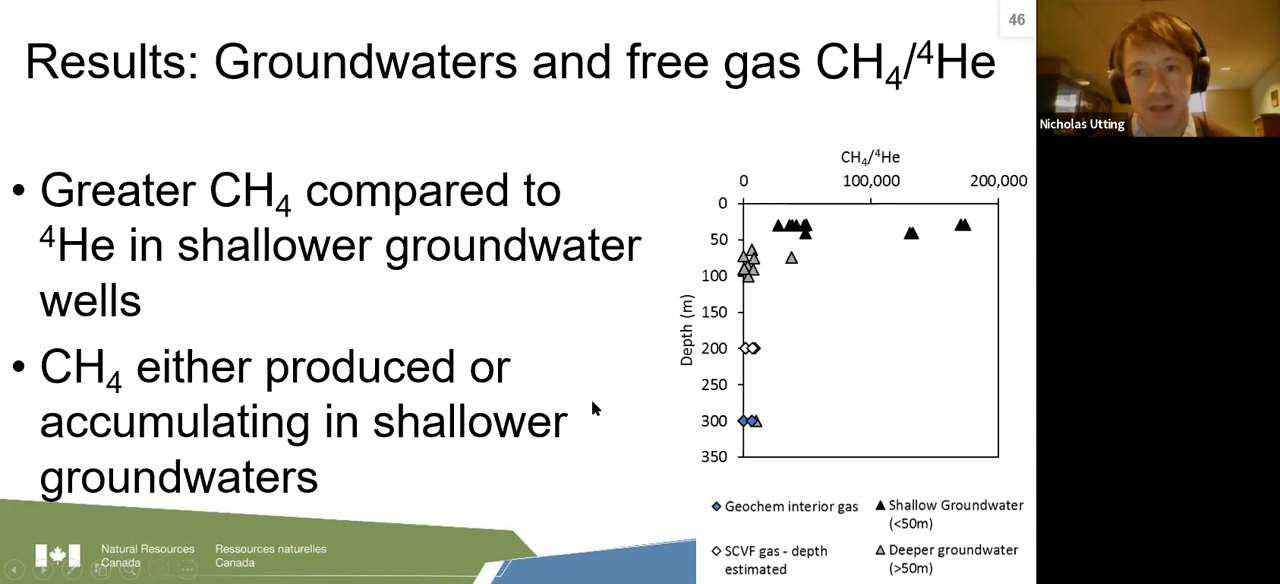 46
Results: Groundwaters and free gas CH₄/⁴He
Nicholas Utting
• Greater CH₄ compared to
⁴He in shallower groundwater
wells
• CH₄ either produced or
accumulating in shallower
groundwaters
CH₄/⁴He
0 100,000 200,000
Depth (m)
0
50
100
150
200
250
300
350
Geochem interior gas
Shallow Groundwater
(<50m)
SCVF gas - depth
estimated
Deeper groundwater
(>50m)
Natural Resources
Canada
Ressources naturelles
Canada